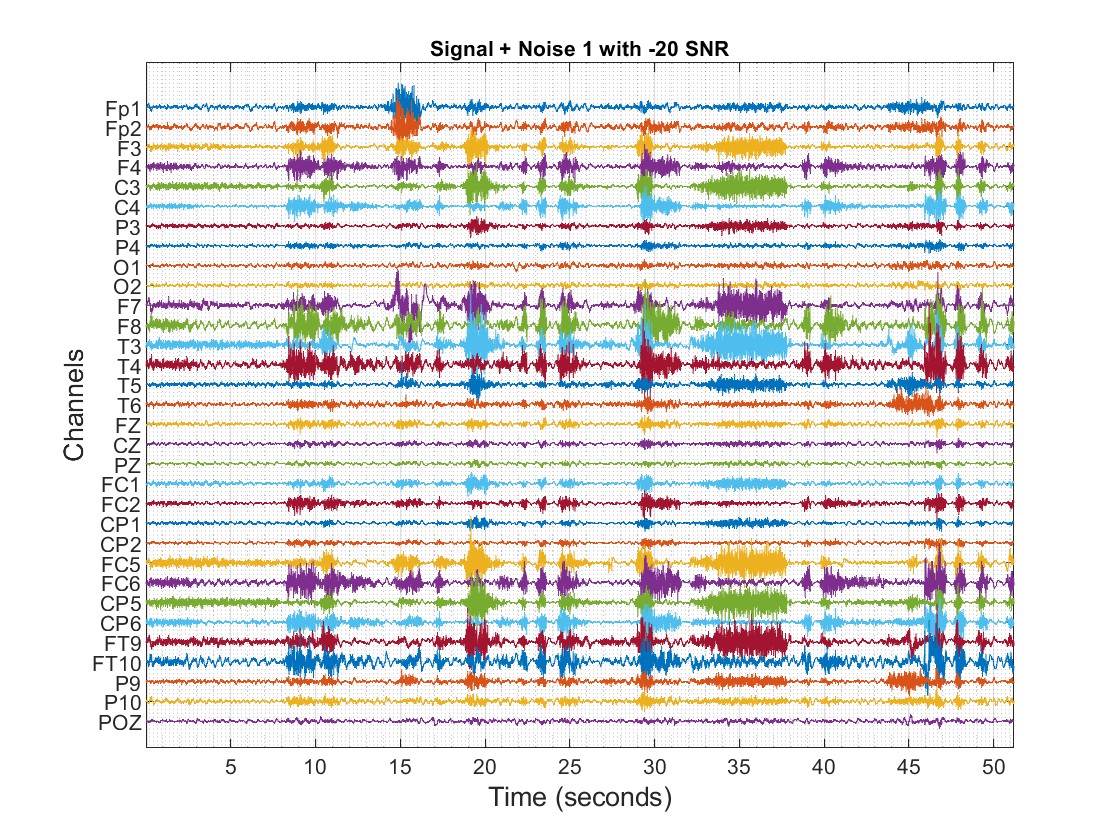 Signal + Noise 1 with -20 SNR
Fp1
Fp2
F3
F4
C3
C4
P3
P4
O1
O2
F7
F8
T3
T4
T5
T6
FZ
CZ
PZ
FC1
FC2
CP1
CP2
FC5
FC6
CP5
CP6
FT9
FT10
P9
P10
POZ
Channels
5 10 15 20 25 30 35 40 45 50
Time (seconds)